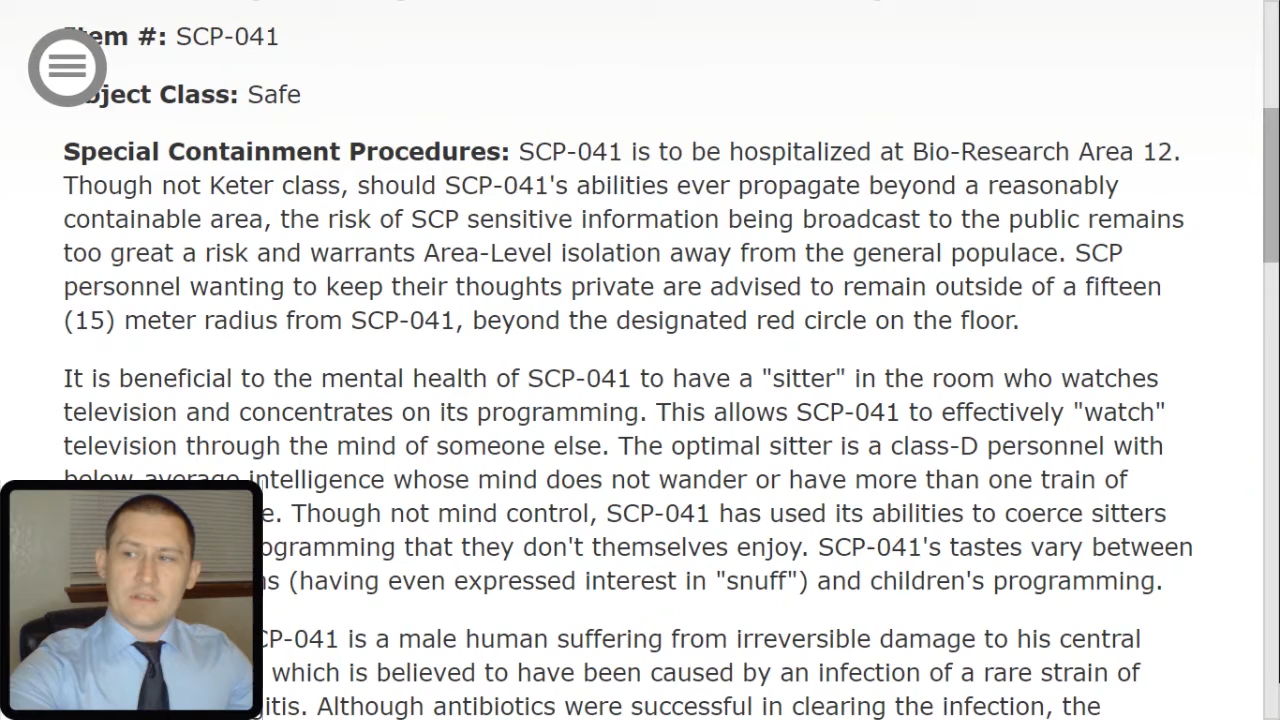 em #: SCP-041
ject Class: Safe
Special Containment Procedures: SCP-041 is to be hospitalized at Bio-Research Area 12.
Though not Keter class, should SCP-041's abilities ever propagate beyond a reasonably
containable area, the risk of SCP sensitive information being broadcast to the public remains
too great a risk and warrants Area-Level isolation away from the general populace. SCP
personnel wanting to keep their thoughts private are advised to remain outside of a fifteen
(15) meter radius from SCP-041, beyond the designated red circle on the floor.
It is beneficial to the mental health of SCP-041 to have a "sitter" in the room who watches
television and concentrates on its programming. This allows SCP-041 to effectively "watch"
television through the mind of someone else. The optimal sitter is a class-D personnel with
below-average intelligence whose mind does not wander or have more than one train of
e. Though not mind control, SCP-041 has used its abilities to coerce sitters
ogramming that they don't themselves enjoy. SCP-041's tastes vary between
s (having even expressed interest in "snuff") and children's programming.
CP-041 is a male human suffering from irreversible damage to his central
which is believed to have been caused by an infection of a rare strain of
gitis. Although antibiotics were successful in clearing the infection, the